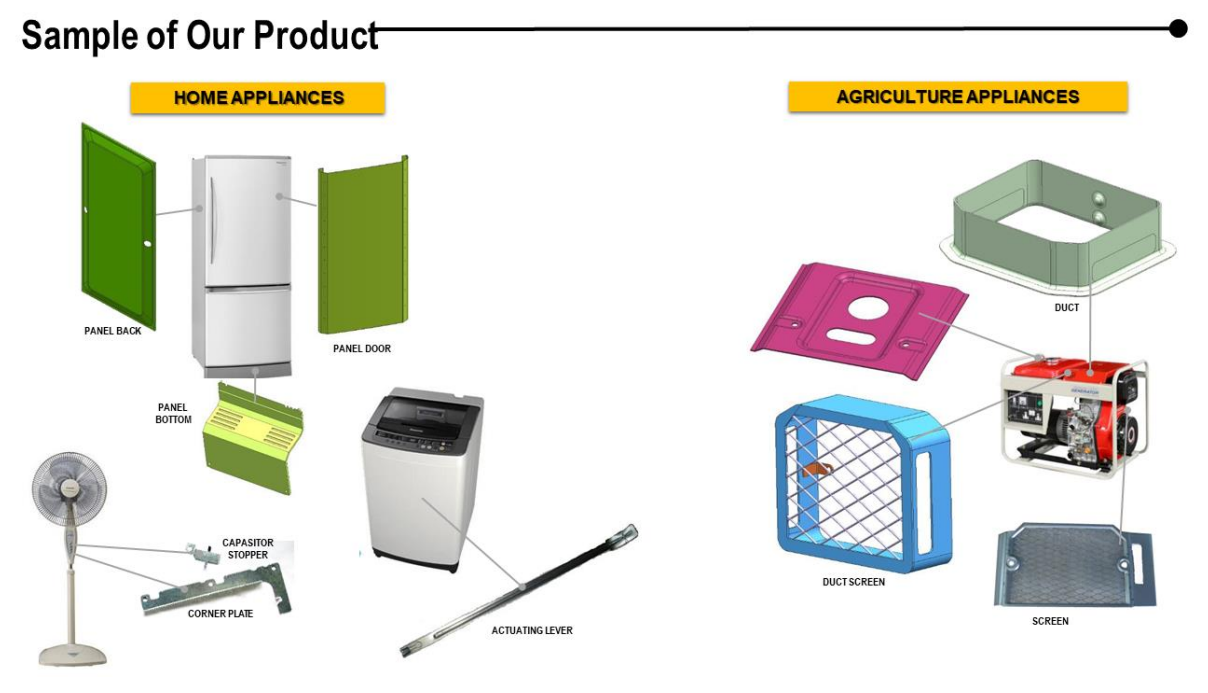 Sample of Our Product
HOME APPLIANCES
AGRICULTURE APPLIANCES
PANEL BACK
PANEL DOOR
PANEL
BOTTOM
CAPASITOR
STOPPER
CORNER PLATE
ACTUATING LEVER
DUCT
GENERATOR
DUCT SCREEN
SCREEN